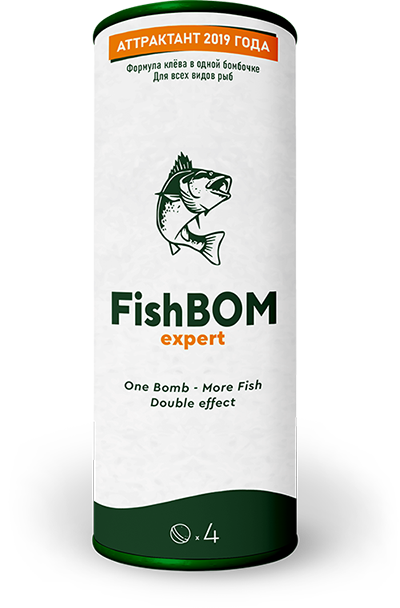 АТТРАКТАНТ 2019 ГОДА
Формула клёва в одной бомбочке
Для всех видов рыб
FishBOM
expert
One Bomb - More Fish
Double effect
x 4